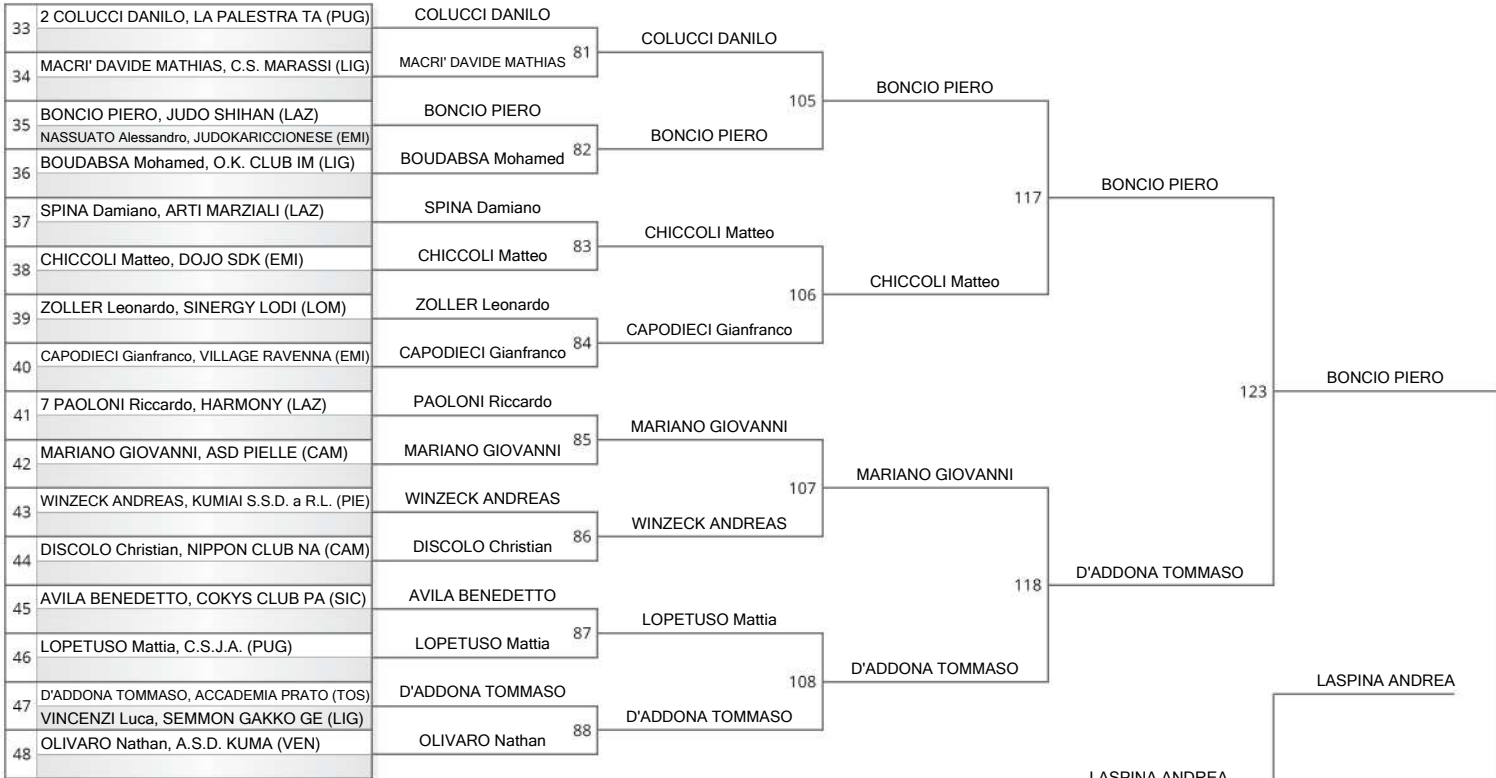 33
2 COLUCCI DANILO, LA PALESTRA TA (PUG)
34
MACRI' DAVIDE MATHIAS, C.S. MARASSI (LIG)
35
BONCIO PIERO, JUDO SHIHAN (LAZ)
NASSUATO Alessandro, JUDOKARICCIONESE (EMI)
36
BOUDABSA Mohamed, O.K. CLUB IM (LIG)
37
SPINA Damiano, ARTI MARZIALI (LAZ)
38
CHICCOLI Matteo, DOJO SDK (EMI)
39
ZOLLER Leonardo, SINERGY LODI (LOM)
40
CAPODIECI Gianfranco, VILLAGE RAVENNA (EMI)
41
7 PAOLONI Riccardo, HARMONY (LAZ)
42
MARIANO GIOVANNI, ASD PIELLE (CAM)
43
WINZECK ANDREAS, KUMIAI S.S.D. a R.L. (PIE)
44
DISCOLO Christian, NIPPON CLUB NA (CAM)
45
AVILA BENEDETTO, COKYS CLUB PA (SIC)
46
LOPETUSO Mattia, C.S.J.A. (PUG)
47
D'ADDONA TOMMASO, ACCADEMIA PRATO (TOS)
VINCENZI Luca, SEMMON GAKKO GE (LIG)
48
OLIVARO Nathan, A.S.D. KUMA (VEN)
COLUCCI DANILO
81
MACRI' DAVIDE MATHIAS
BONCIO PIERO
82
BOUDABSA Mohamed
SPINA Damiano
83
CHICCOLI Matteo
ZOLLER Leonardo
84
CAPODIECI Gianfranco
PAOLONI Riccardo
85
MARIANO GIOVANNI
WINZECK ANDREAS
86
DISCOLO Christian
AVILA BENEDETTO
87
LOPETUSO Mattia
D'ADDONA TOMMASO
88
OLIVARO Nathan
COLUCCI DANILO
105
BONCIO PIERO
CHICCOLI Matteo
106
CAPODIECI Gianfranco
MARIANO GIOVANNI
107
WINZECK ANDREAS
LOPETUSO Mattia
108
D'ADDONA TOMMASO
BONCIO PIERO
117
CHICCOLI Matteo
MARIANO GIOVANNI
118
D'ADDONA TOMMASO
BONCIO PIERO
123
D'ADDONA TOMMASO
BONCIO PIERO
LASPINA ANDREA
LASPINA ANDREA